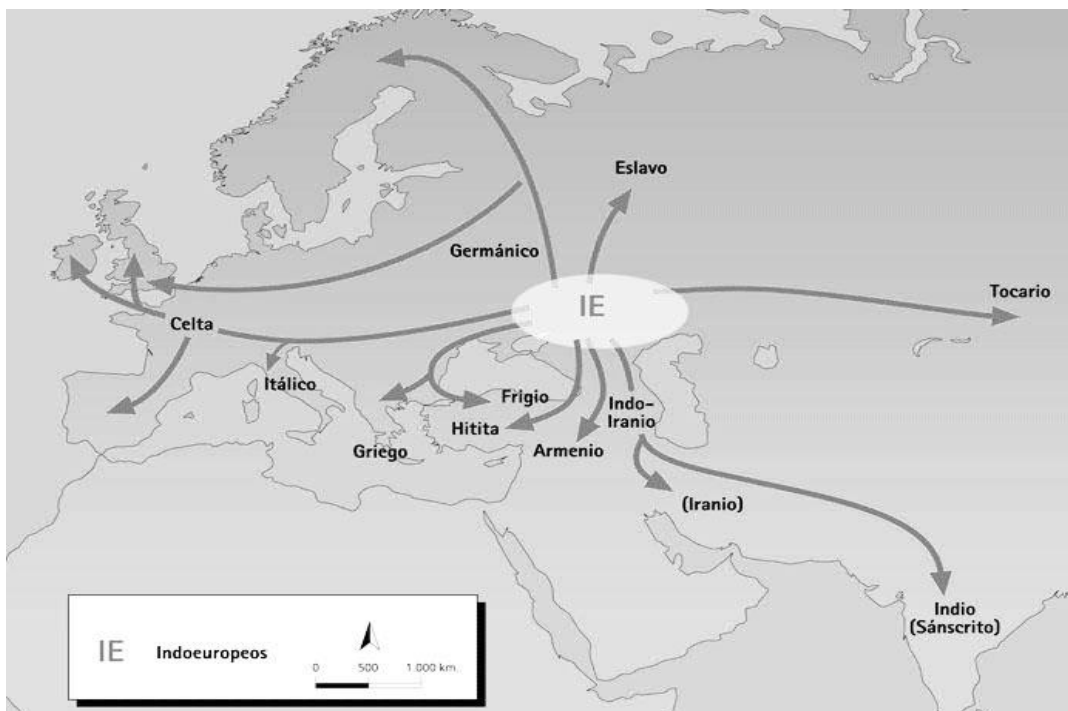 Eslavo
Germánico
IE
Tocario
Celta
Itálico
Frigio
Indo-
Iranio
Hitita
Griego
Armenio
(Iranio)
Indio
(Sánscrito)
IE Indoeuropeos
0 500 1.000 km.